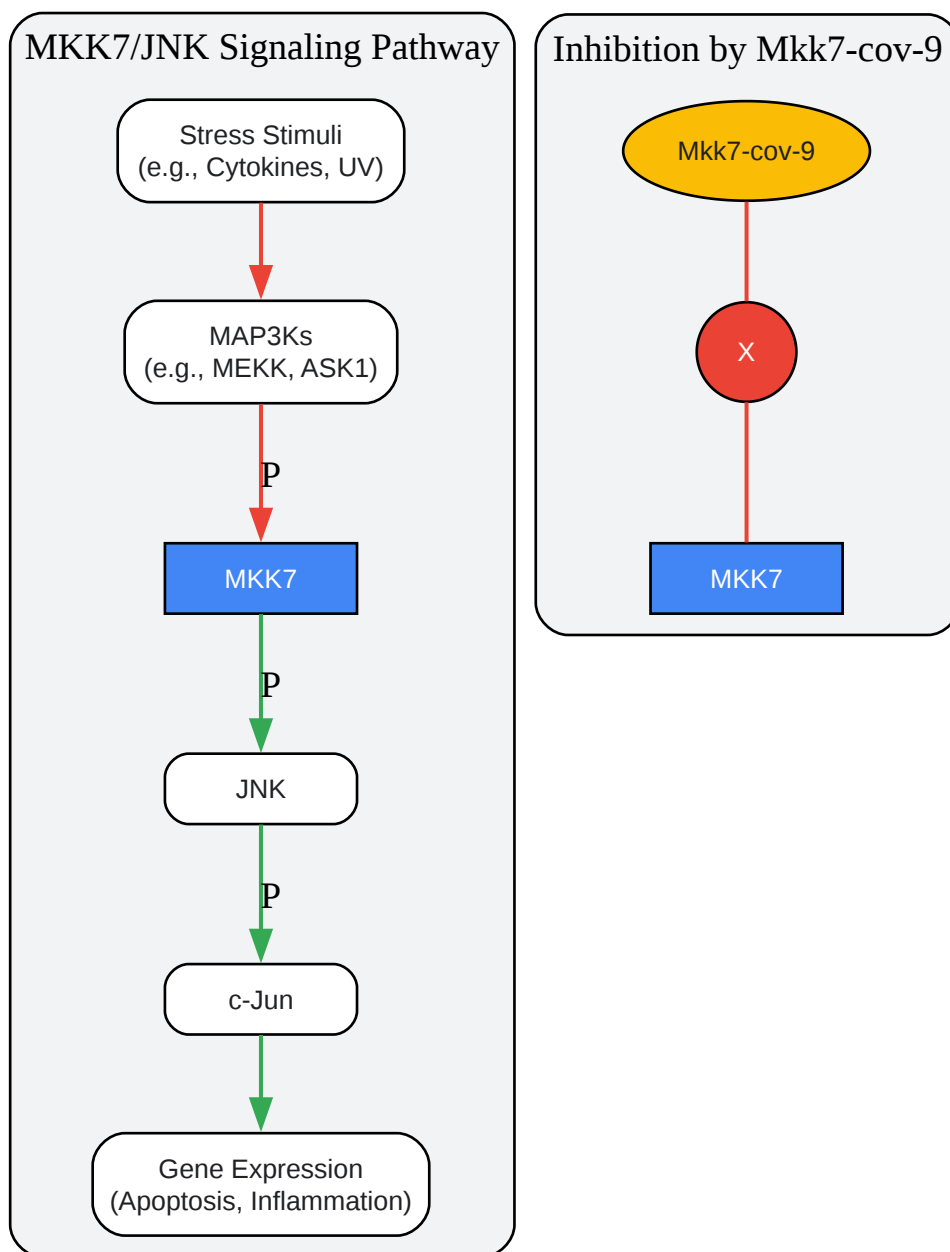 MKK7/JNK Signaling Pathway
Stress Stimuli
(e.g., Cytokines, UV)
MAP3Ks
(e.g., MEKK, ASK1)
P
MKK7
P
JNK
P
c-Jun
Gene Expression
(Apoptosis, Inflammation)
Inhibition by Mkk7-cov-9
Mkk7-cov-9
X
MKK7